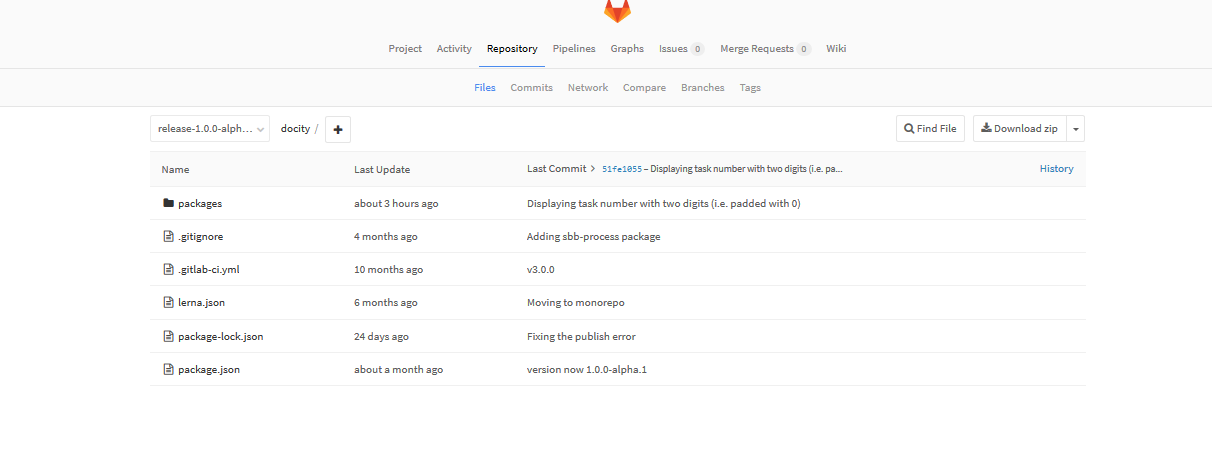 Project Activity Repository Pipelines Graphs Issues 0 Merge Requests 0 Wiki
Files Commits Network Compare Branches Tags
release-1.0.0-alph... docity / + Find File Download zip
Name Last Update Last Commit > 51fe1055 – Displaying task number with two digits (i.e. pa... History
packages about 3 hours ago Displaying task number with two digits (i.e. padded with 0)
.gitignore 4 months ago Adding sbb-process package
.gitlab-ci.yml 10 months ago v3.0.0
lerna.json 6 months ago Moving to monorepo
package-lock.json 24 days ago Fixing the publish error
package.json about a month ago version now 1.0.0-alpha.1